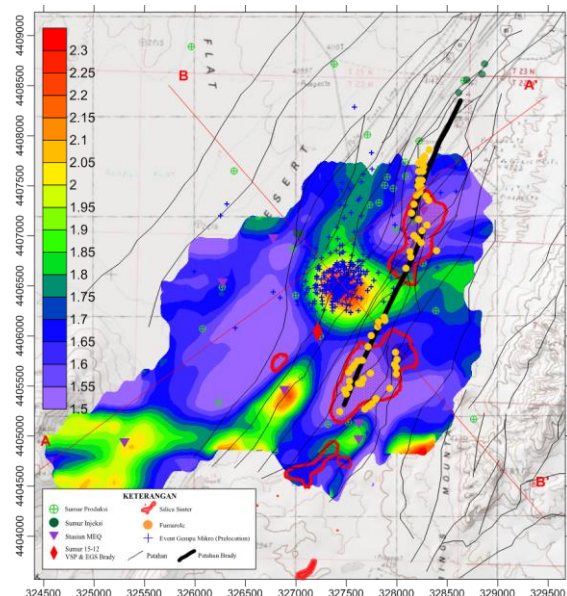 4409000
4408500
4408000
4407500
4407000
4406500
4406000
4405500
4405000
4404500
4404000
2.3
2.25
2.2
2.15
2.1
2.05
2
1.95
1.9
1.85
1.8
1.75
1.7
1.65
1.6
1.55
1.5
FLAT
DESERT
B
A'
A
B'
T 23 N
T 22 N
KETERANGAN
Sumur Produksi
Sumur Injeksi
Stasiun MEQ
Sumur 15-12
VSP & EGS Brady
Silica Sinter
Fumarole
Event Gempa Mikro (Prelocation)
Patahan
Patahan Brady
324500 325000 325500 326000 326500 327000 327500 328000 328500 329000 329500